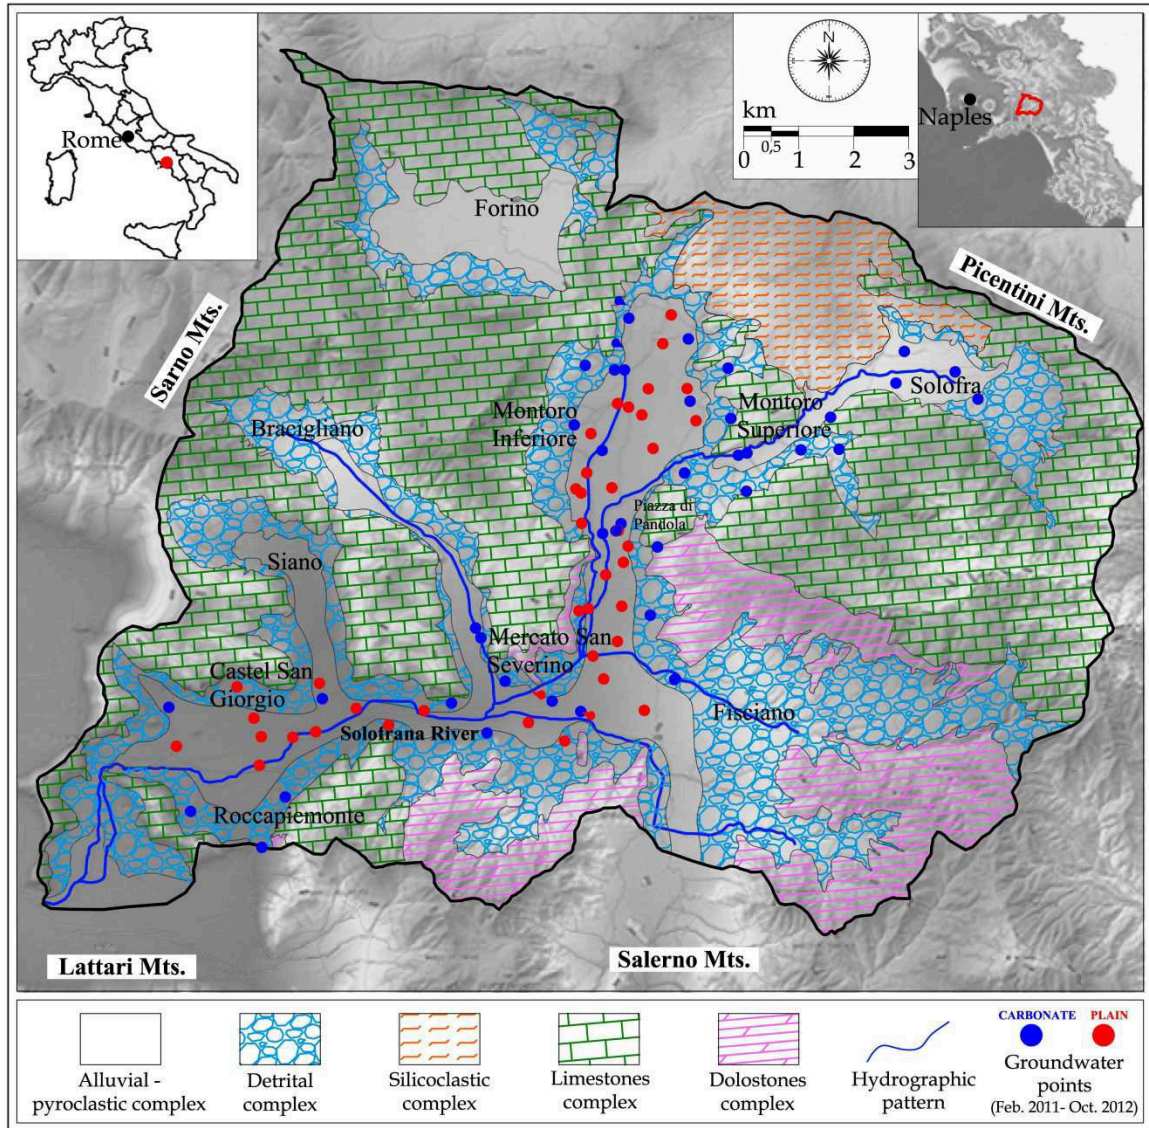 Rome
N
km
0 0,5 1 2 3
Naples
Forino
Sarno Mts.
Picentini Mts.
Solofra
Montoro
Inferiore
Montoro
Superiore
Bracigliano
Piazza di
Pandola
Siano
Mercato San
Severino
Castel San
Giorgio
Fisciano
Solofrana River
Roccapiemonte
Lattari Mts.
Salerno Mts.
Alluvial -
pyroclastic complex
Detrital
complex
Silicoclastic
complex
Limestones
complex
Dolostones
complex
Hydrographic
pattern
CARBONATE PLAIN
Groundwater
points
(Feb. 2011- Oct. 2012)